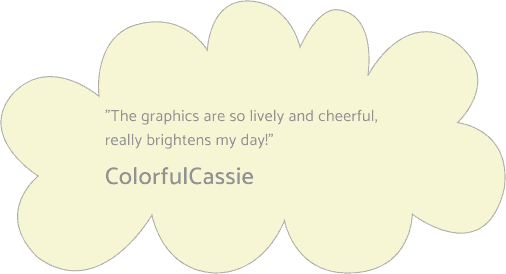 ”The graphics are so lively and cheerful,
really brightens my day!”
ColorfulCassie